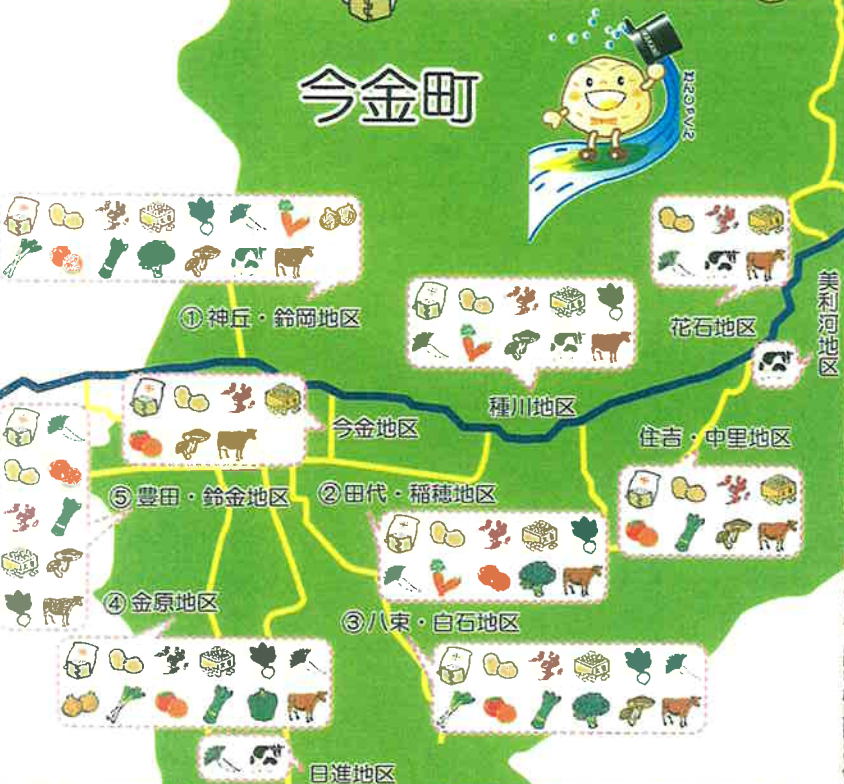 今金町
①神丘・鈴岡地区
花石地区
美利河地区
種川地区
今金地区
住吉・中里地区
⑤豊田・鈴金地区
②田代・稲穂地区
④金原地区
③八束・白石地区
日進地区